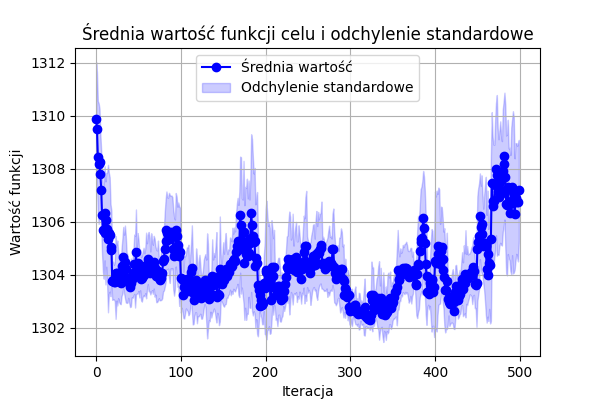 Średnia wartość funkcji celu i odchylenie standardowe
Średnia wartość
Odchylenie standardowe
Wartość funkcji
1312
1310
1308
1306
1304
1302
0 100 200 300 400 500
Iteracja